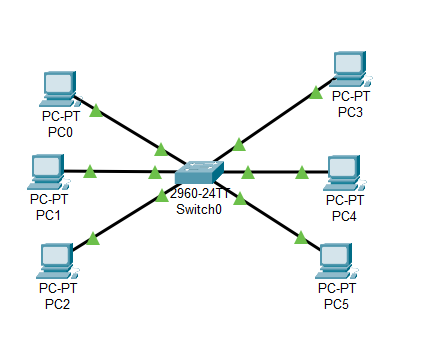 PC-PT
PC0
PC-PT
PC3
PC-PT
PC1
2960-24TT
Switch0
PC-PT
PC4
PC-PT
PC2
PC-PT
PC5